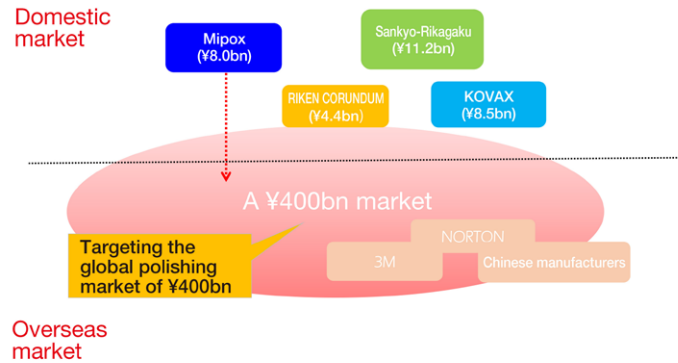 Domestic
market
Mipox
(¥8.0bn)
Sankyo-Rikagaku
(¥11.2bn)
RIKEN CORUNDUM
(¥4.4bn)
KOVAX
(¥8.5bn)
A ¥400bn market
Targeting the
global polishing
market of ¥400bn
NORTON
3M
Chinese manufacturers
Overseas
market